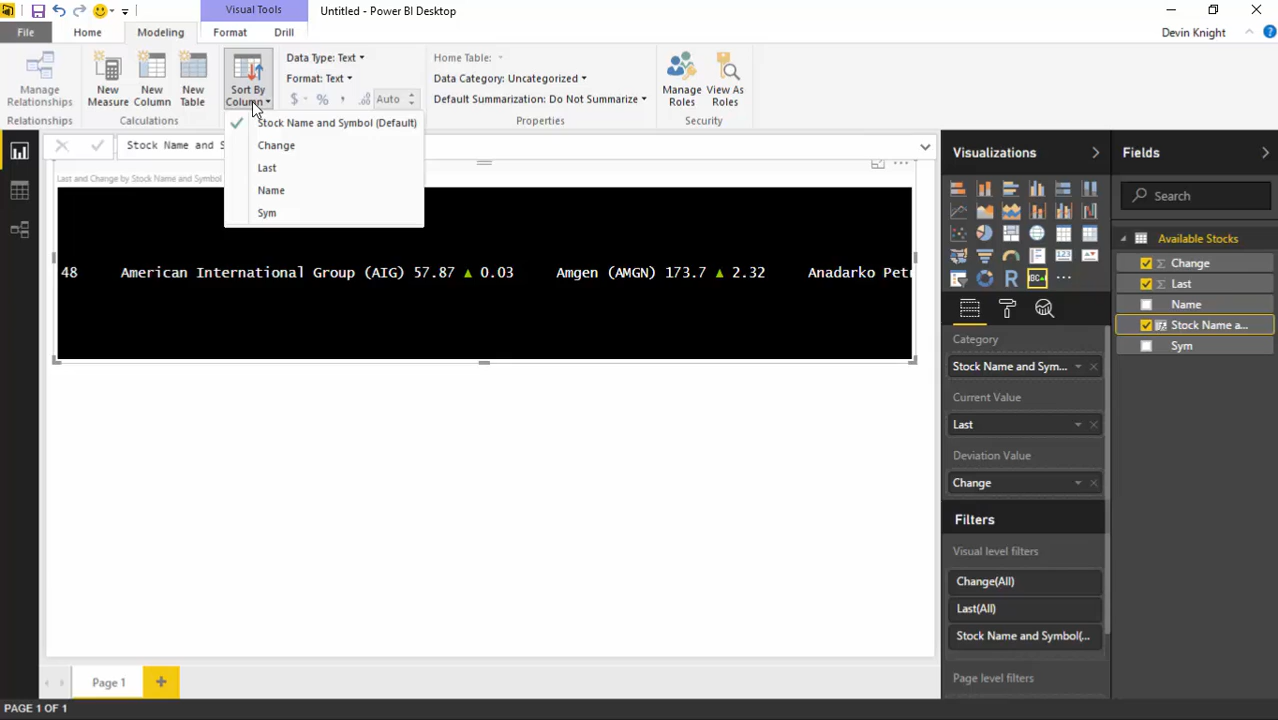 Visual Tools
Untitled - Power BI Desktop
File
Home
Modeling
Format
Drill
Devin Knight
Manage Relationships
New Measure
New Column
New Table
Sort By Column
Data Type: Text
Format: Text
$ % , Auto
Home Table:
Data Category: Uncategorized
Default Summarization: Do Not Summarize
Manage Roles
View As Roles
Relationships
Calculations
Properties
Security
Stock Name and S
Stock Name and Symbol (Default)
Change
Last
Name
Sym
Last and Change by Stock Name and Symbol
48 American International Group (AIG) 57.87 ▲ 0.03 Amgen (AMGN) 173.7 ▲ 2.32 Anadarko Petr
Visualizations
Category
Stock Name and Sym...
Current Value
Last
Deviation Value
Change
Filters
Visual level filters
Change(All)
Last(All)
Stock Name and Symbol(...
Page level filters
Fields
Search
Available Stocks
Change
Last
Name
Stock Name a...
Sym
Page 1
PAGE 1 OF 1